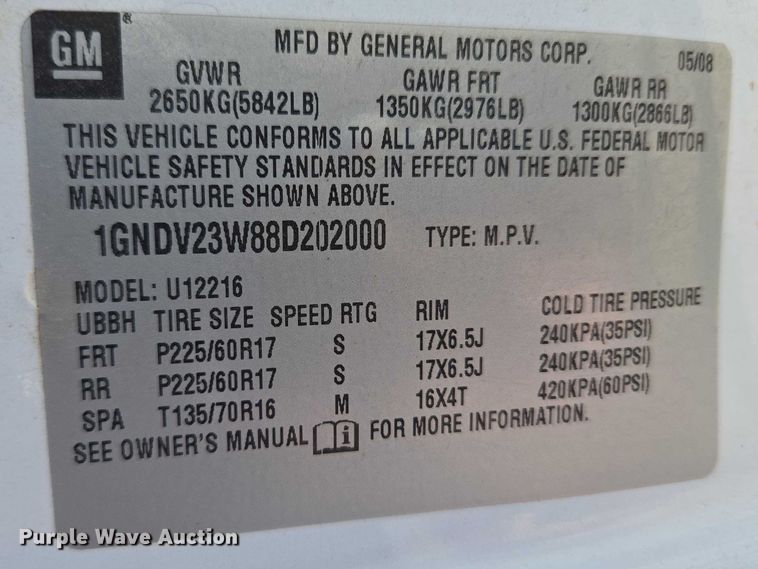 GM®
MFD BY GENERAL MOTORS CORP. 05/08
GVWR GAWR FRT GAWR RR
2650KG(5842LB) 1350KG(2976LB) 1300KG(2866LB)
THIS VEHICLE CONFORMS TO ALL APPLICABLE U.S. FEDERAL MOTOR
VEHICLE SAFETY STANDARDS IN EFFECT ON THE DATE OF
MANUFACTURE SHOWN ABOVE.
1GNDV23W88D202000 TYPE: M.P.V.
MODEL: U12216
UBBH TIRE SIZE SPEED RTG RIM COLD TIRE PRESSURE
FRT P225/60R17 S 17X6.5J 240KPA(35PSI)
RR P225/60R17 S 17X6.5J 240KPA(35PSI)
SPA T135/70R16 M 16X4T 420KPA(60PSI)
SEE OWNER'S MANUAL i FOR MORE INFORMATION.
Purple Wave Auction